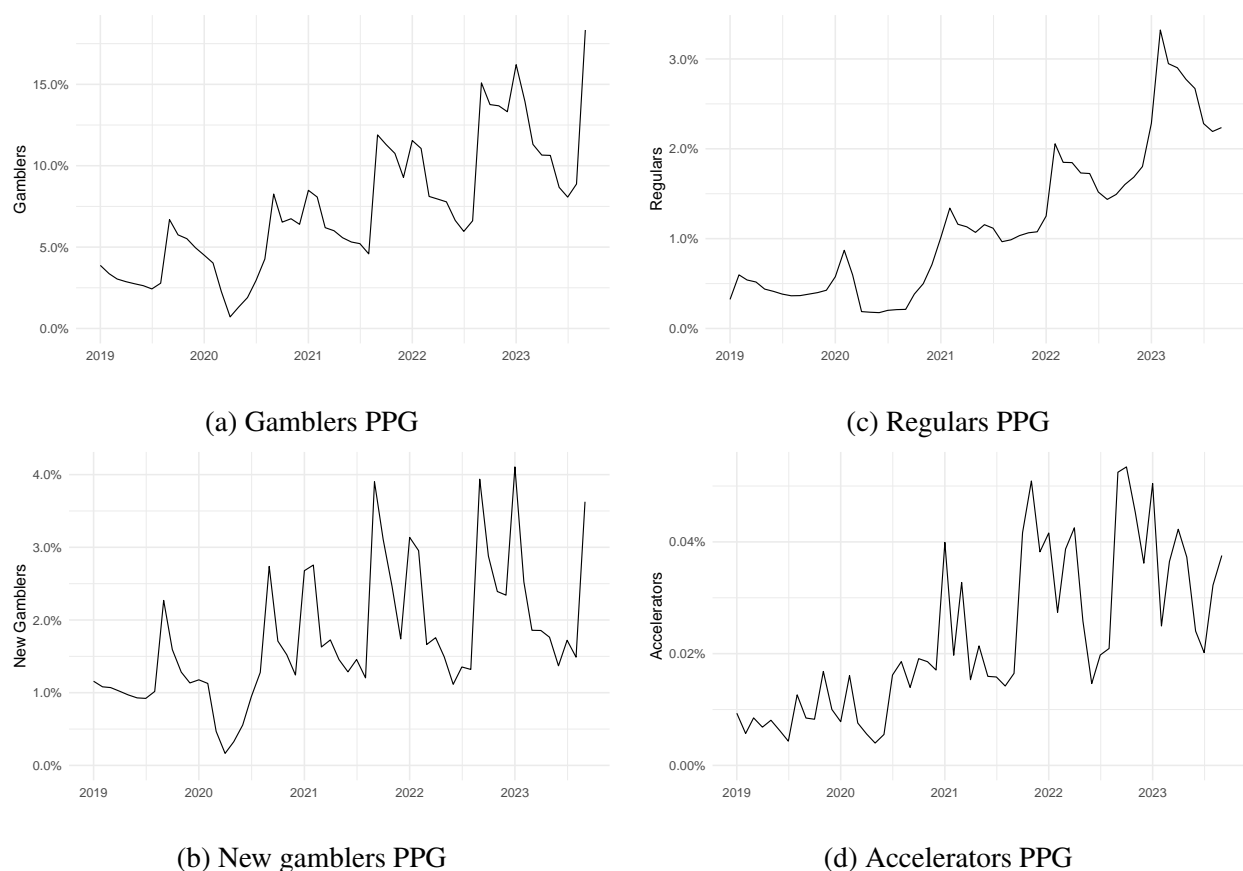 Gamblers
15.0%
10.0%
5.0%
0.0%
2019 2020 2021 2022 2023
(a) Gamblers PPG
Regulars
3.0%
2.0%
1.0%
0.0%
2019 2020 2021 2022 2023
(c) Regulars PPG
New Gamblers
4.0%
3.0%
2.0%
1.0%
0.0%
2019 2020 2021 2022 2023
(b) New gamblers PPG
Accelerators
0.04%
0.02%
0.00%
2019 2020 2021 2022 2023
(d) Accelerators PPG